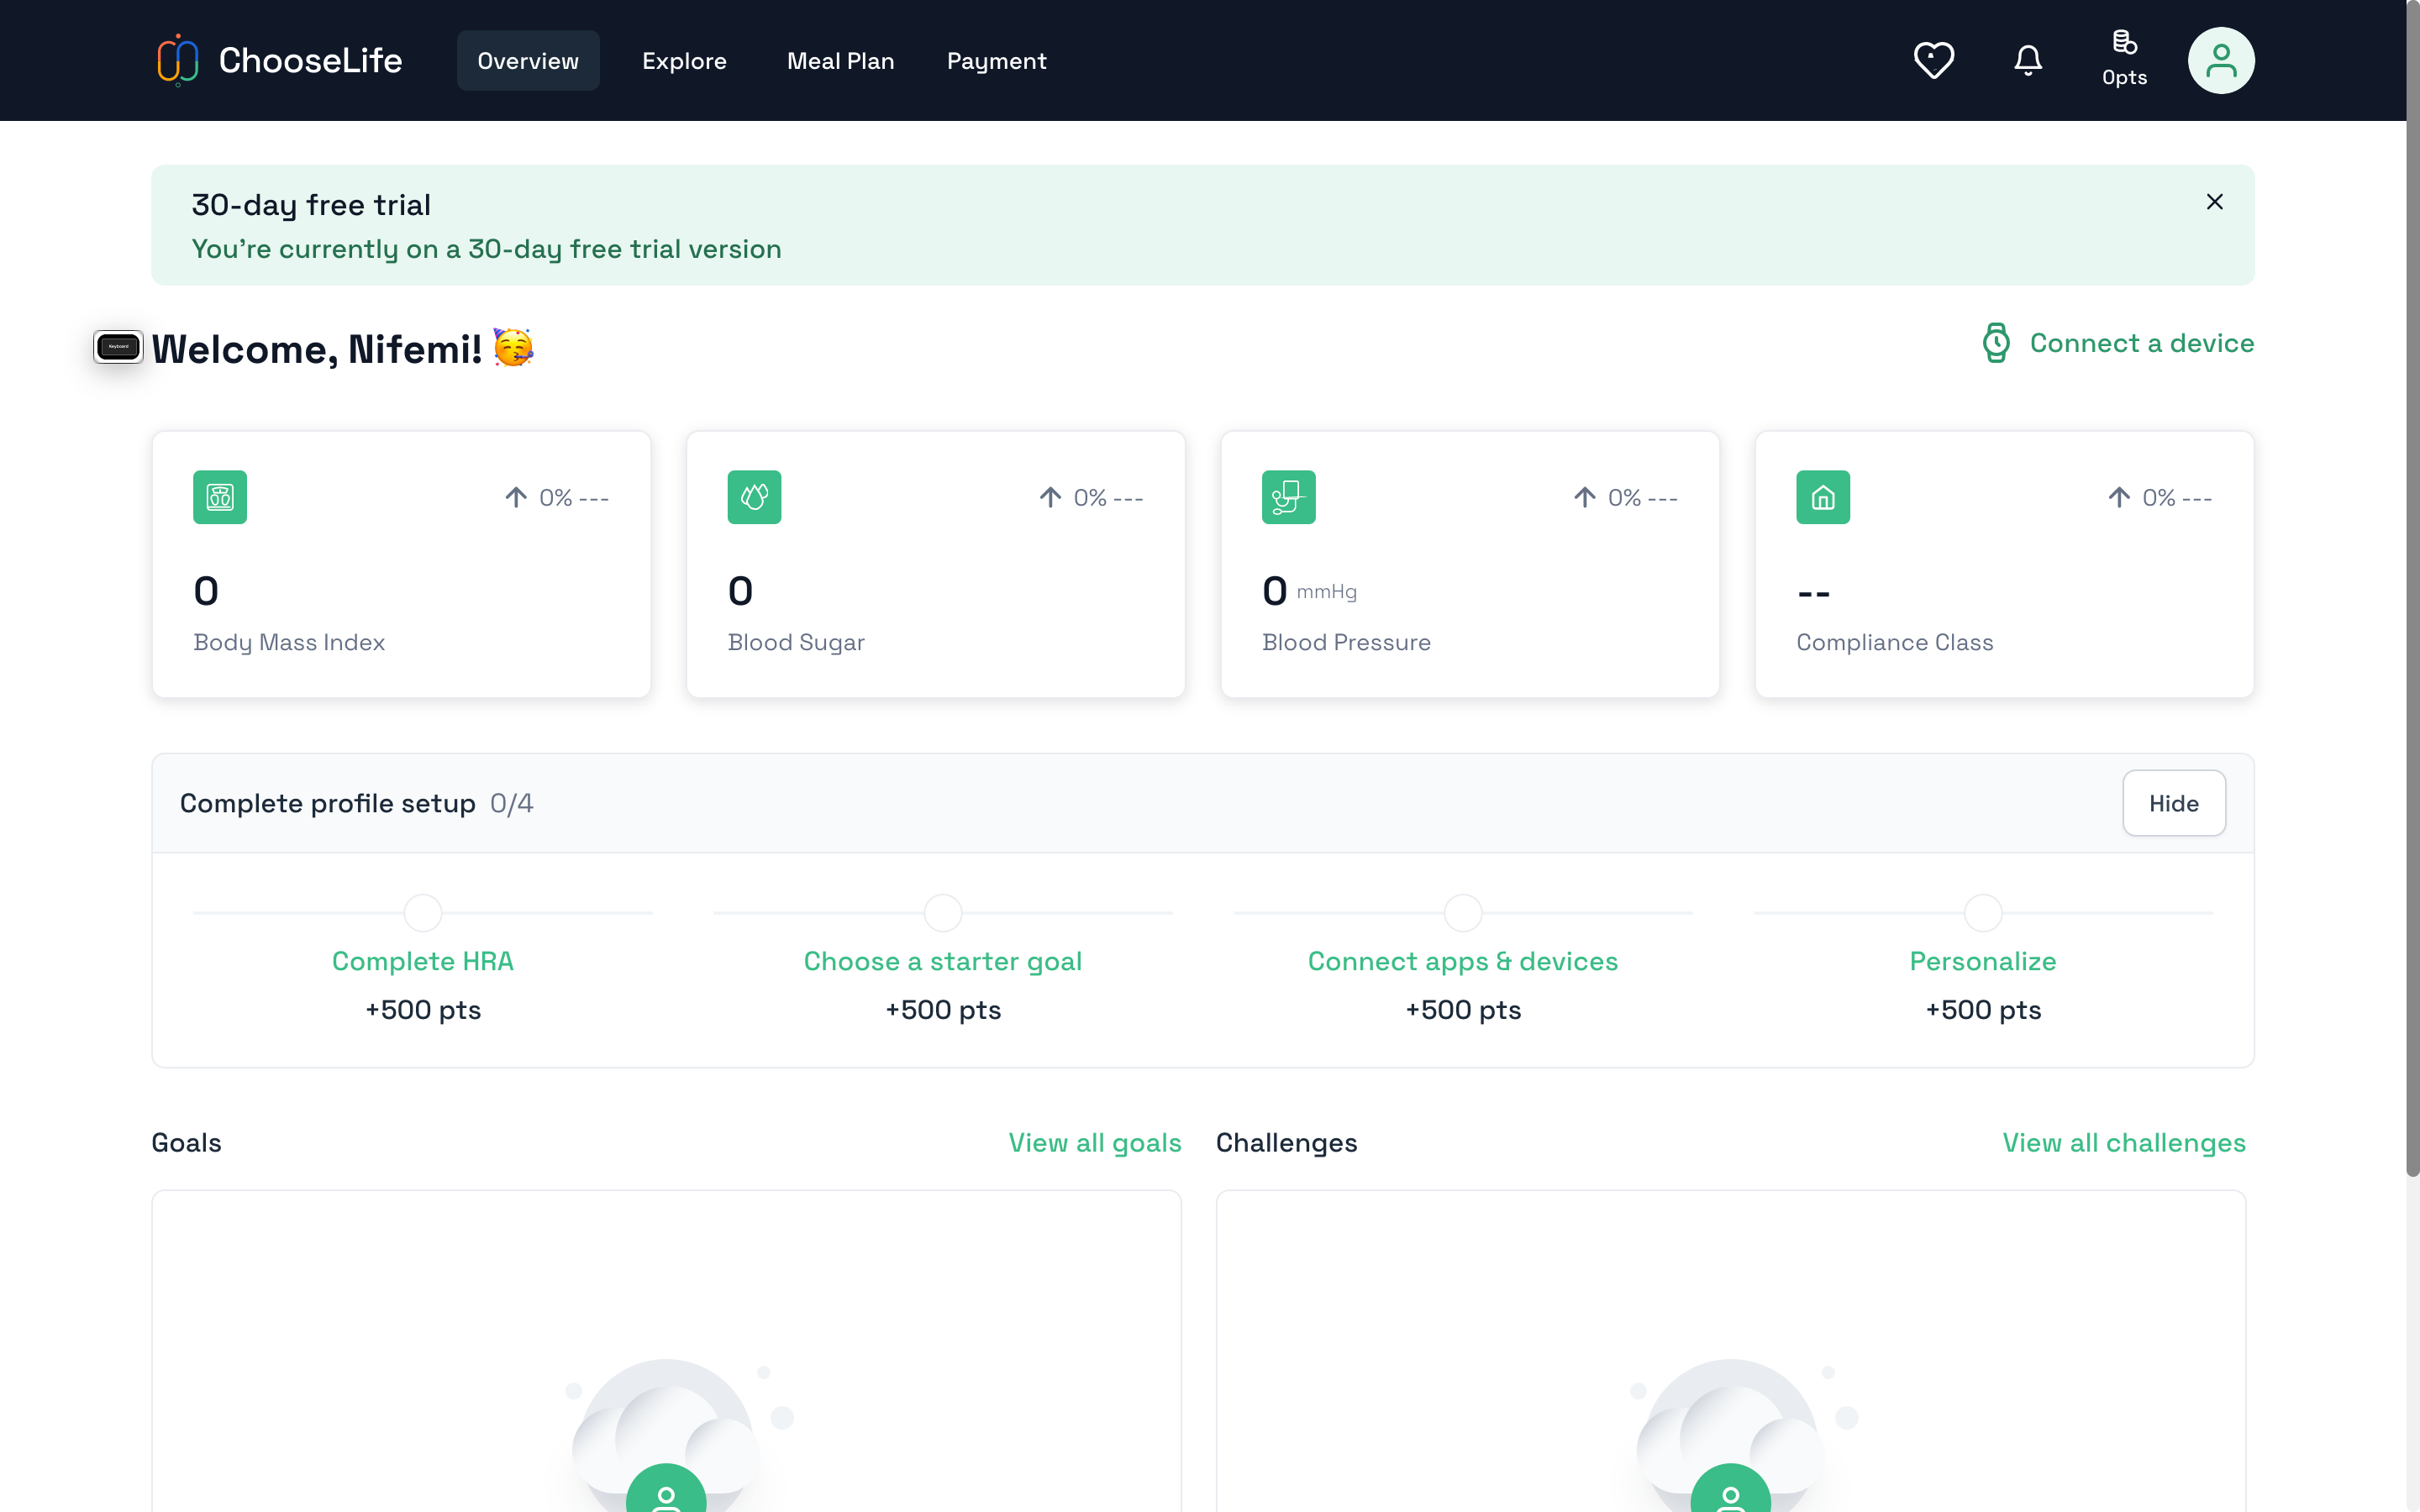 ChooseLife
Overview
Explore
Meal Plan
Payment
0pts
30-day free trial
You're currently on a 30-day free trial version
Keyboard
Welcome, Nifemi! 🥳
Connect a device
0% ---
0
Body Mass Index
0% ---
0
Blood Sugar
0% ---
0 mmHg
Blood Pressure
0% ---
--
Compliance Class
Complete profile setup 0/4
Hide
Complete HRA
+500 pts
Choose a starter goal
+500 pts
Connect apps & devices
+500 pts
Personalize
+500 pts
Goals
View all goals
Challenges
View all challenges